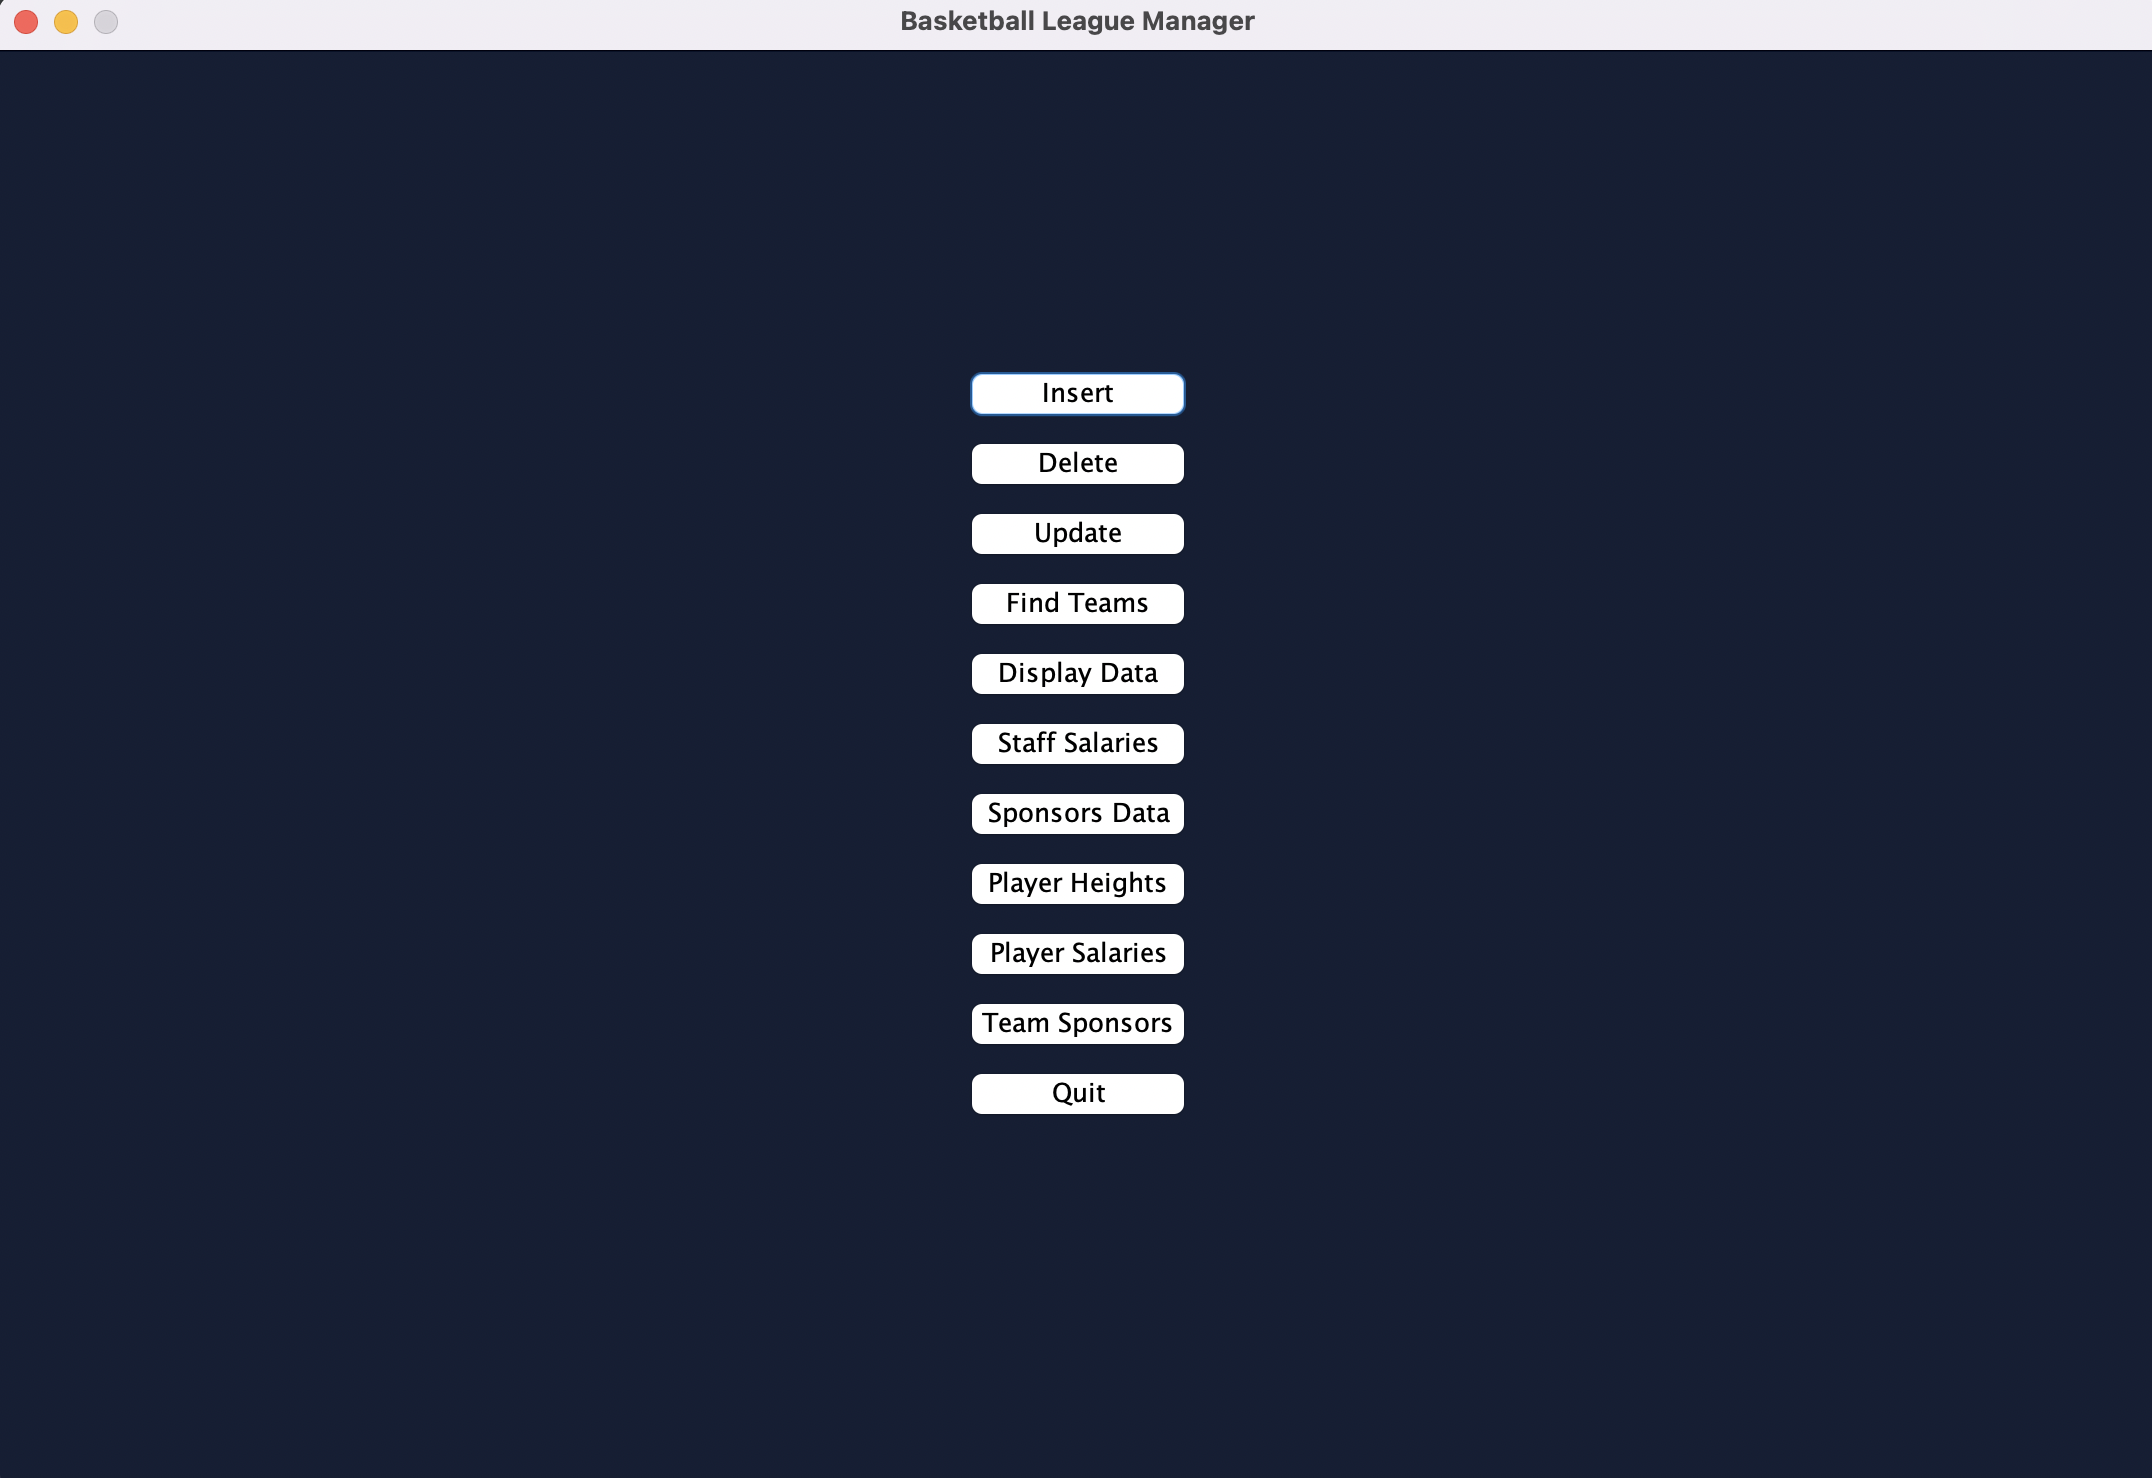 Basketball League Manager
Insert
Delete
Update
Find Teams
Display Data
Staff Salaries
Sponsors Data
Player Heights
Player Salaries
Team Sponsors
Quit